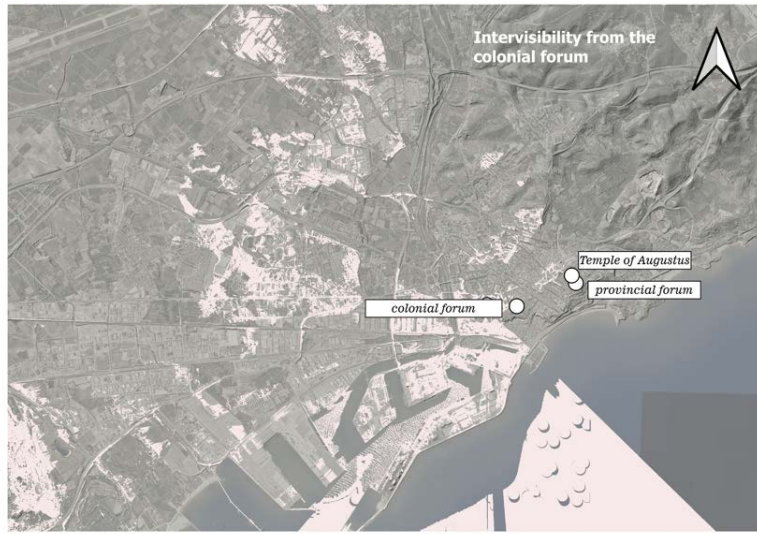 Intervisibility from the
colonial forum
Temple of Augustus
provincial forum
colonial forum